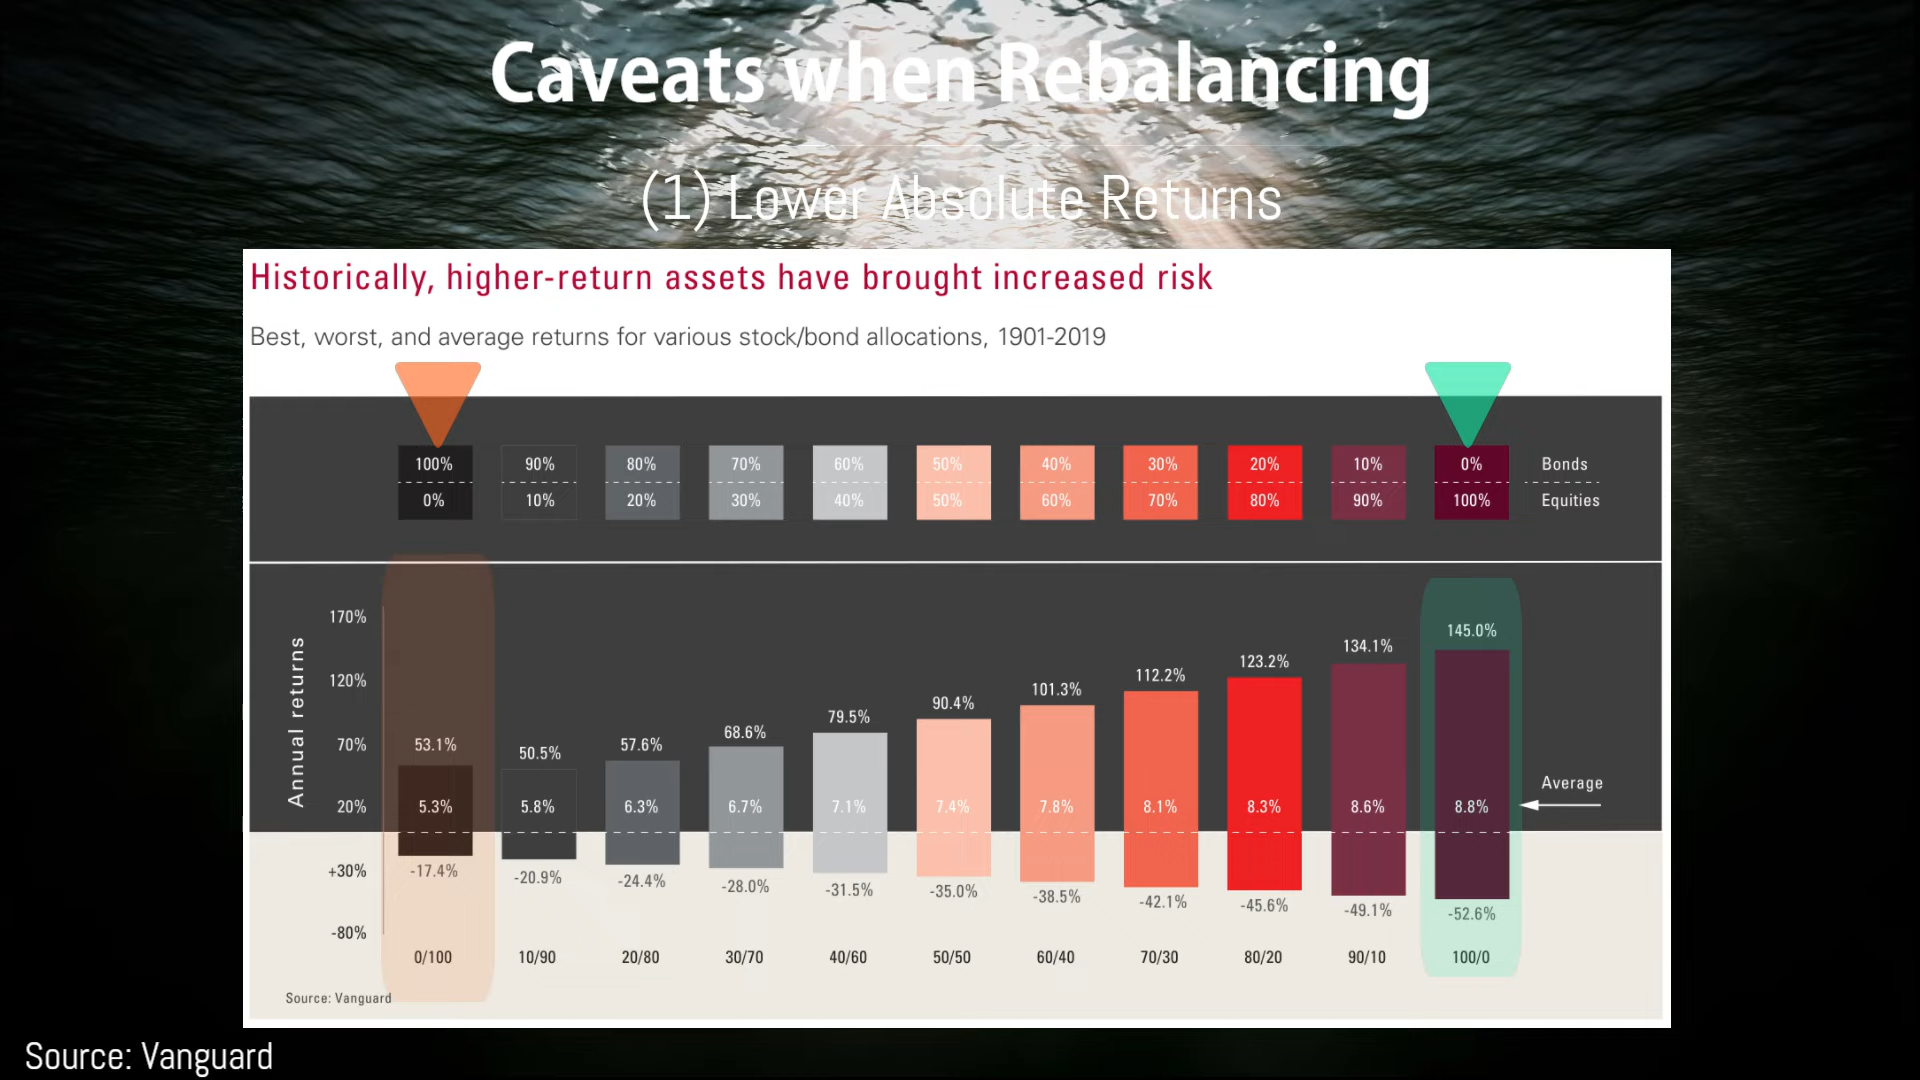 Caveats when Rebalancing
(1) Lower Absolute Returns
Historically, higher-return assets have brought increased risk
Best, worst, and average returns for various stock/bond allocations, 1901-2019
100% 90% 80% 70% 60% 50% 40% 30% 20% 10% 0% Bonds
0% 10% 20% 30% 40% 50% 60% 70% 80% 90% 100% Equities
Annual returns
170%
120%
70%
20%
+30%
-80%
53.1% 50.5% 57.6% 68.6% 79.5% 90.4% 101.3% 112.2% 123.2% 134.1% 145.0%
Average
5.3% 5.8% 6.3% 6.7% 7.1% 7.4% 7.8% 8.1% 8.3% 8.6% 8.8%
-17.4% -20.9% -24.4% -28.0% -31.5% -35.0% -38.5% -42.1% -45.6% -49.1% -52.6%
0/100 10/90 20/80 30/70 40/60 50/50 60/40 70/30 80/20 90/10 100/0
Source: Vanguard
Source: Vanguard